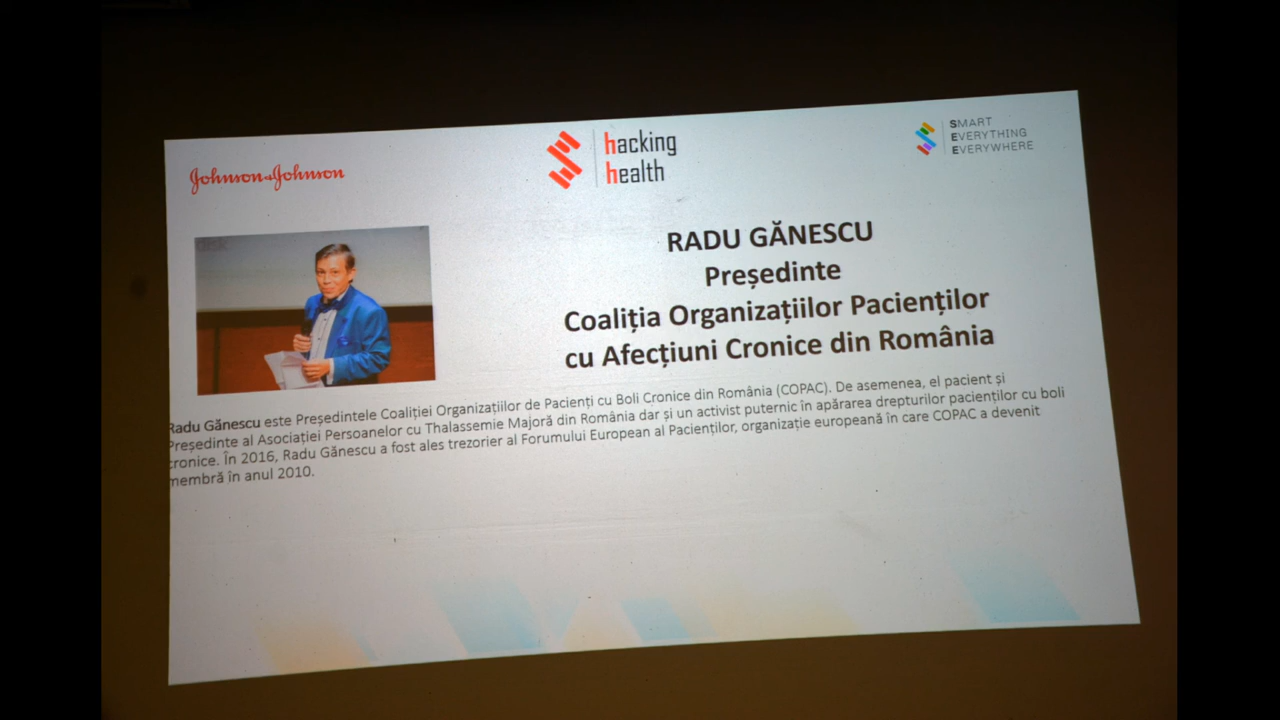 Johnson&Johnson
hacking
health
SMART
EVERYTHING
EVERYWHERE
RADU GĂNESCU
Președinte
Coaliția Organizațiilor Pacienților
cu Afecțiuni Cronice din România
Radu Gănescu este Președintele Coaliției Organizațiilor de Pacienți cu Boli Cronice din România (COPAC). De asemenea, el pacient și
Președinte al Asociației Persoanelor cu Thalassemie Majoră din România dar și un activist puternic în apărarea drepturilor pacienților cu boli
cronice. În 2016, Radu Gănescu a fost ales trezorier al Forumului European al Pacienților, organizație europeană în care COPAC a devenit
membră în anul 2010.